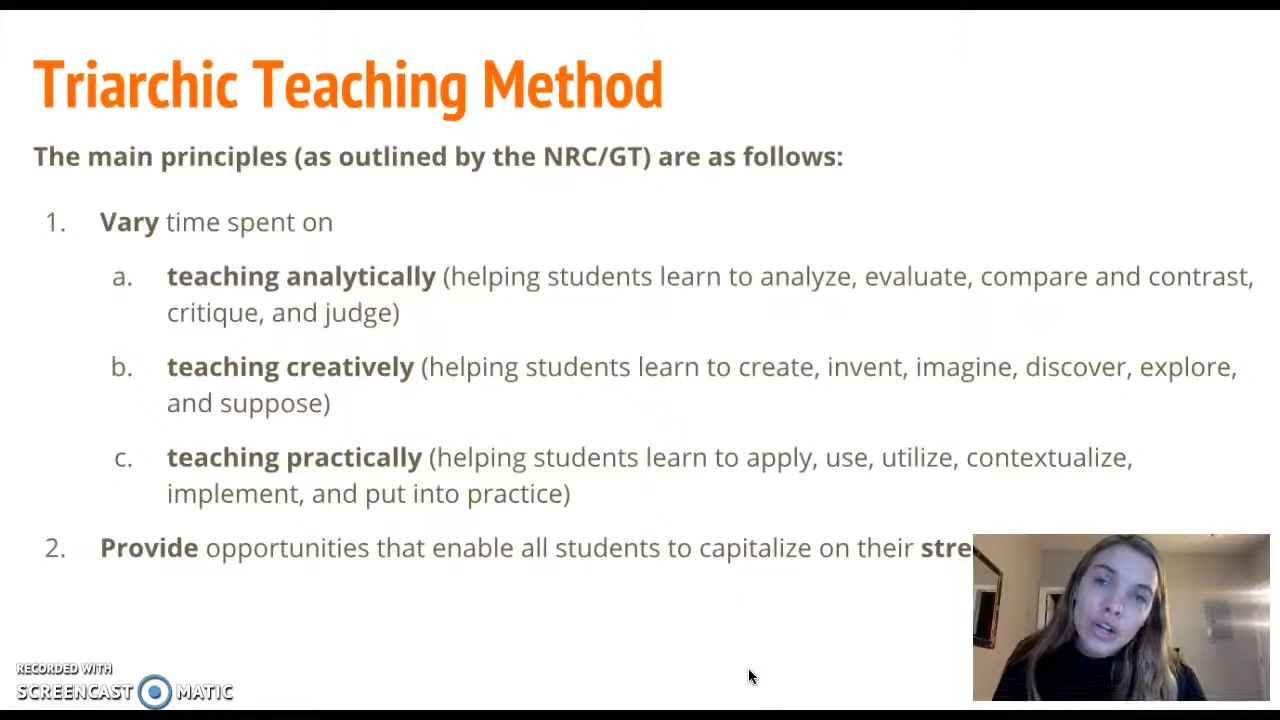 Triarchic Teaching Method
The main principles (as outlined by the NRC/GT) are as follows:
1. Vary time spent on
a. teaching analytically (helping students learn to analyze, evaluate, compare and contrast,
critique, and judge)
b. teaching creatively (helping students learn to create, invent, imagine, discover, explore,
and suppose)
c. teaching practically (helping students learn to apply, use, utilize, contextualize,
implement, and put into practice)
2. Provide opportunities that enable all students to capitalize on their
RECORDED WITH
SCREENCAST MATIC